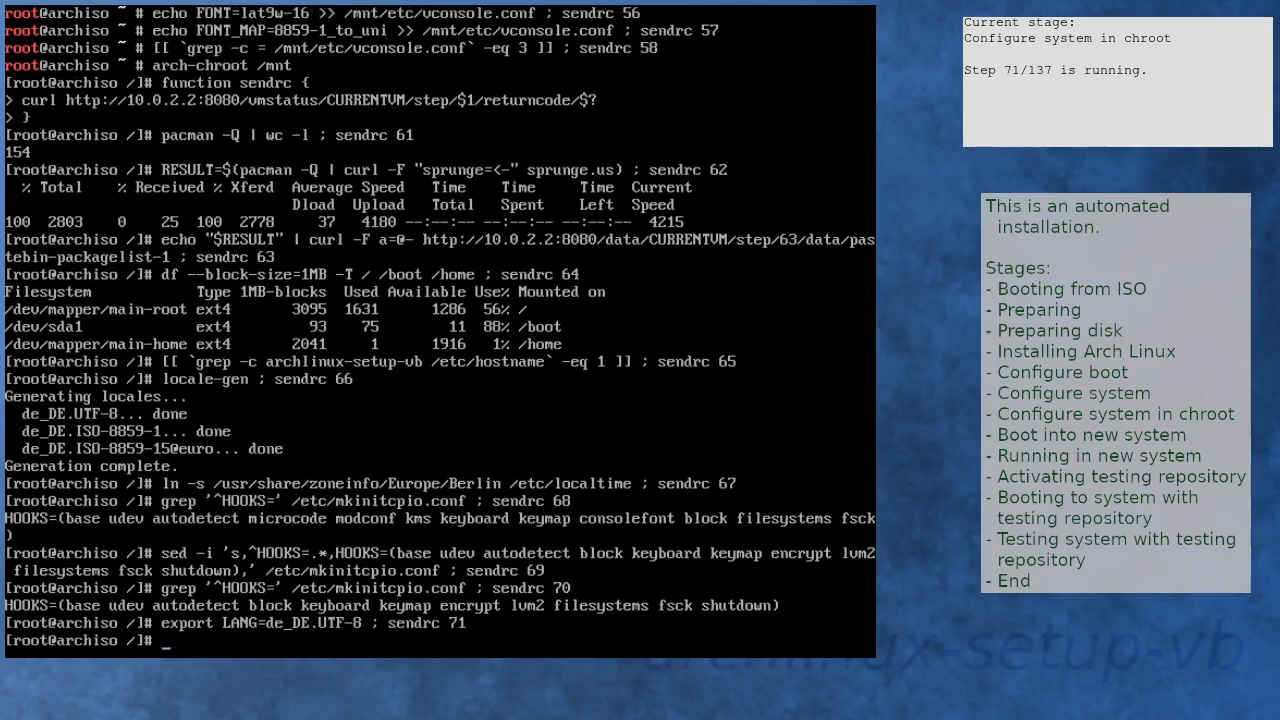 root@archiso ~ # echo FONT=lat9w-16 >> /mnt/etc/vconsole.conf ; sendrc 56
root@archiso ~ # echo FONT_MAP=8859-1_to_uni >> /mnt/etc/vconsole.conf ; sendrc 57
root@archiso ~ # [[ `grep -c = /mnt/etc/vconsole.conf` -eq 3 ]] ; sendrc 58
root@archiso ~ # arch-chroot /mnt
[root@archiso /]# function sendrc {
> curl http://10.0.2.2:8080/vmstatus/CURRENTVM/step/$1/returncode/$?
> }
[root@archiso /]# pacman -Q | wc -l ; sendrc 61
154
[root@archiso /]# RESULT=$(pacman -Q | curl -F "sprunge=<-" sprunge.us) ; sendrc 62
  % Total    % Received % Xferd  Average Speed   Time    Time     Time  Current
                                 Dload  Upload   Total   Spent    Left  Speed
100  2803    0    25  100  2778     37   4180 --:--:-- --:--:-- --:--:--  4215
[root@archiso /]# echo "$RESULT" | curl -F a=@- http://10.0.2.2:8080/data/CURRENTVM/step/63/data/pas
tebin-packagelist-1 ; sendrc 63
[root@archiso /]# df --block-size=1MB -T / /boot /home ; sendrc 64
Filesystem            Type 1MB-blocks  Used Available Use% Mounted on
/dev/mapper/main-root ext4       3095  1631      1286  56% /
/dev/sda1             ext4         93    75        11  88% /boot
/dev/mapper/main-home ext4       2041     1      1916   1% /home
[root@archiso /]# [[ `grep -c archlinux-setup-vb /etc/hostname` -eq 1 ]] ; sendrc 65
[root@archiso /]# locale-gen ; sendrc 66
Generating locales...
  de_DE.UTF-8... done
  de_DE.ISO-8859-1... done
  de_DE.ISO-8859-15@euro... done
Generation complete.
[root@archiso /]# ln -s /usr/share/zoneinfo/Europe/Berlin /etc/localtime ; sendrc 67
[root@archiso /]# grep '^HOOKS=' /etc/mkinitcpio.conf ; sendrc 68
HOOKS=(base udev autodetect microcode modconf kms keyboard keymap consolefont block filesystems fsck
)
[root@archiso /]# sed -i 's,^HOOKS=.*,HOOKS=(base udev autodetect block keyboard keymap encrypt lvm2
 filesystems fsck shutdown),' /etc/mkinitcpio.conf ; sendrc 69
[root@archiso /]# grep '^HOOKS=' /etc/mkinitcpio.conf ; sendrc 70
HOOKS=(base udev autodetect block keyboard keymap encrypt lvm2 filesystems fsck shutdown)
[root@archiso /]# export LANG=de_DE.UTF-8 ; sendrc 71
[root@archiso /]# _
Current stage:
Configure system in chroot
Step 71/137 is running.
This is an automated
installation.
Stages:
- Booting from ISO
- Preparing
- Preparing disk
- Installing Arch Linux
- Configure boot
- Configure system
- Configure system in chroot
- Boot into new system
- Running in new system
- Activating testing repository
- Booting to system with
testing repository
- Testing system with testing
repository
- End
archlinux-setup-vb